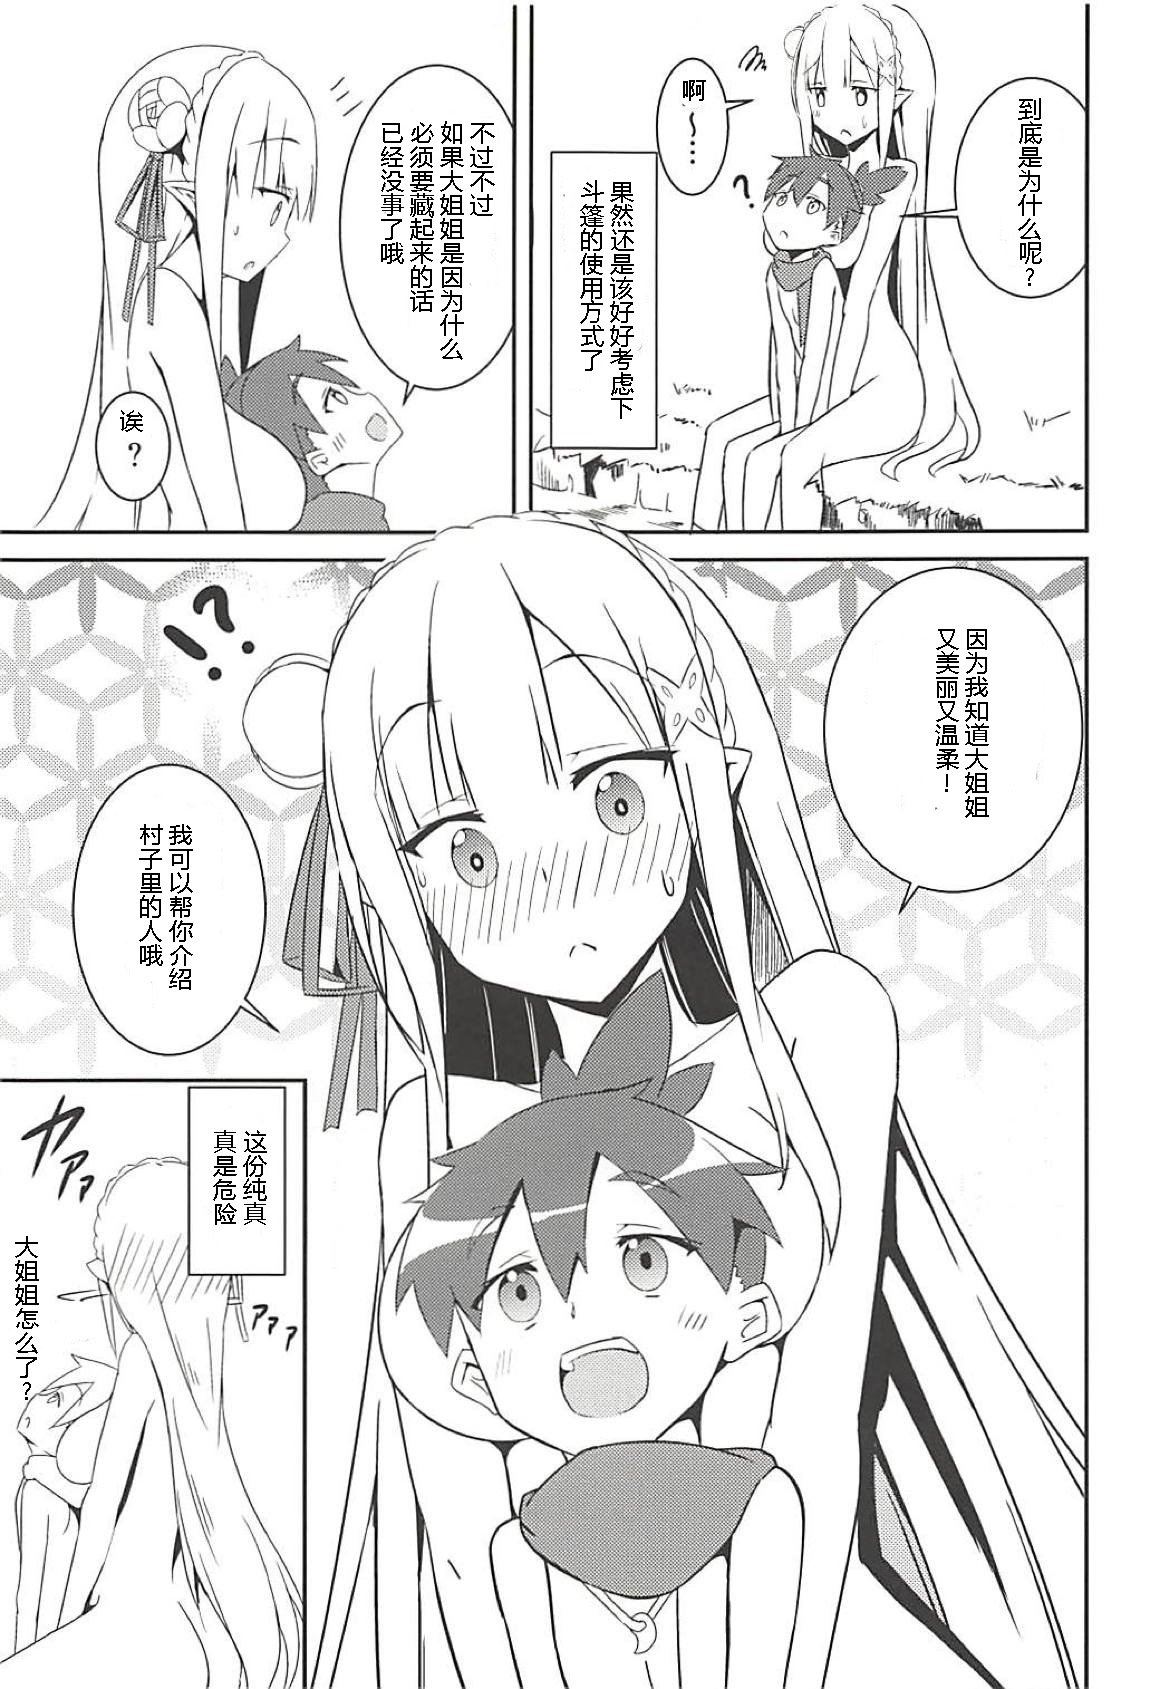 到底是为什么呢？
啊
～……
？
果然还是该好好考虑下
斗篷的使用方式了
不过不过
如果大姐姐是因为什么
必须要藏起来的话
已经没事了哦
诶
？
因为我知道大姐姐
又美丽又温柔！
！？
我可以帮你介绍
村子里的人哦
这份纯真
真是危险
カァァ
ァァァ
大姐姐怎么了？